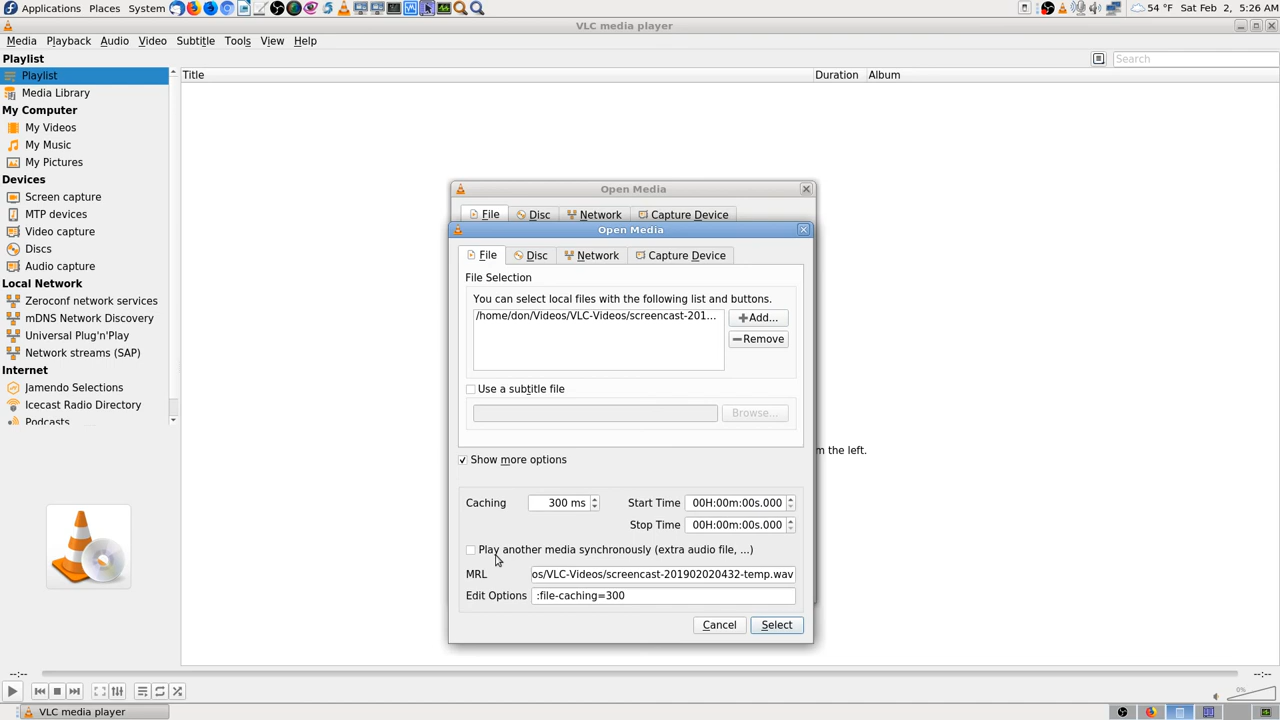 Applications Places System 54 °F Sat Feb 2, 5:26 AM
VLC media player
Media Playback Audio Video Subtitle Tools View Help
Playlist
Search
Playlist
Title Duration Album
Media Library
My Computer
My Videos
My Music
My Pictures
Devices
Screen capture
MTP devices
Video capture
Discs
Audio capture
Local Network
Zeroconf network services
mDNS Network Discovery
Universal Plug'n'Play
Network streams (SAP)
Internet
Jamendo Selections
Icecast Radio Directory
Podcasts
Open Media
File Disc Network Capture Device
Open Media
File Disc Network Capture Device
File Selection
You can select local files with the following list and buttons.
/home/don/Videos/VLC-Videos/screencast-201...
Add...
Remove
Use a subtitle file
Browse...
m the left.
Show more options
Caching 300 ms Start Time 00H:00m:00s.000
Stop Time 00H:00m:00s.000
Play another media synchronously (extra audio file, ...)
MRL os/VLC-Videos/screencast-201902020432-temp.wav
Edit Options :file-caching=300
Cancel Select
--:-- --:--
0%
VLC media player